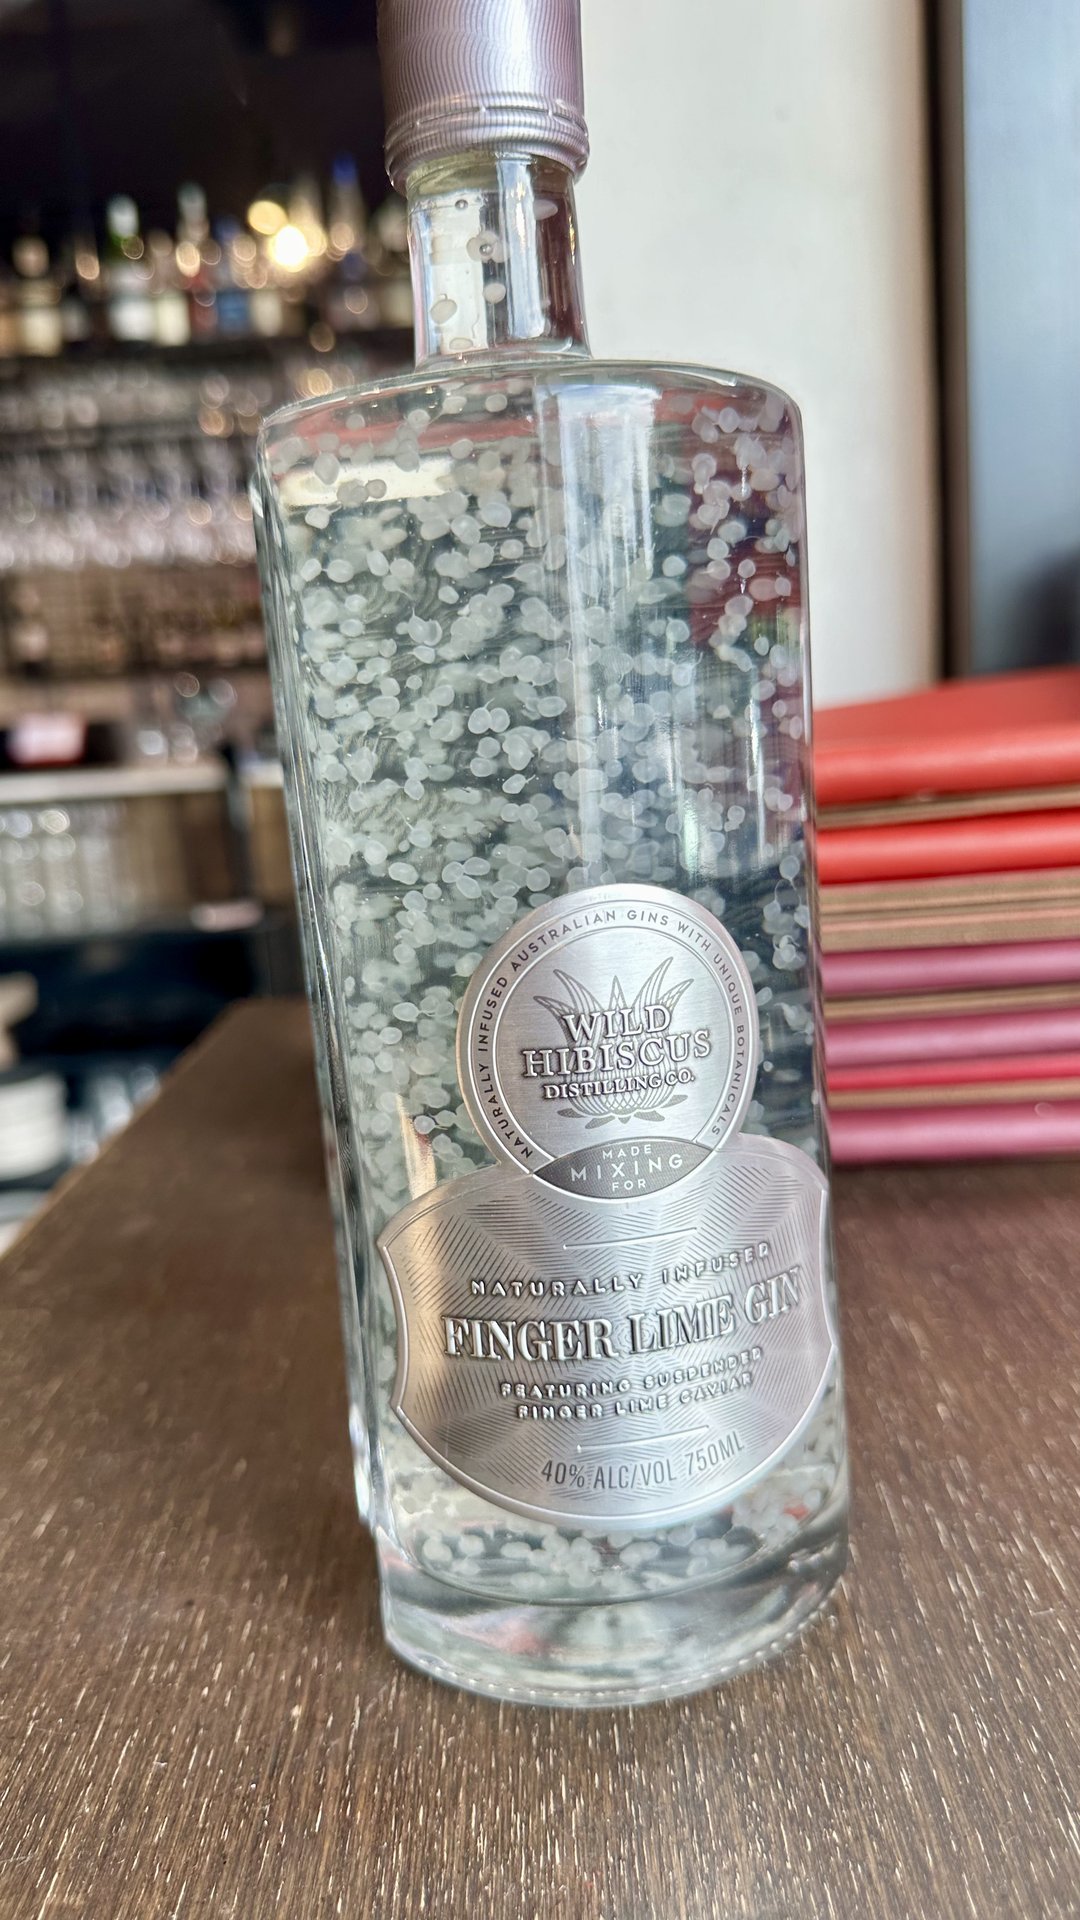 NATURALLY INFUSED AUSTRALIAN GINS WITH UNIQUE BOTANICALS
WILD
HIBISCUS
DISTILLING CO.
MADE
MIXING
FOR
NATURALLY INFUSED
FINGER LIME GIN
FEATURING SUSPENDED
FINGER LIME CAVIAR
40% ALC/VOL 750ML